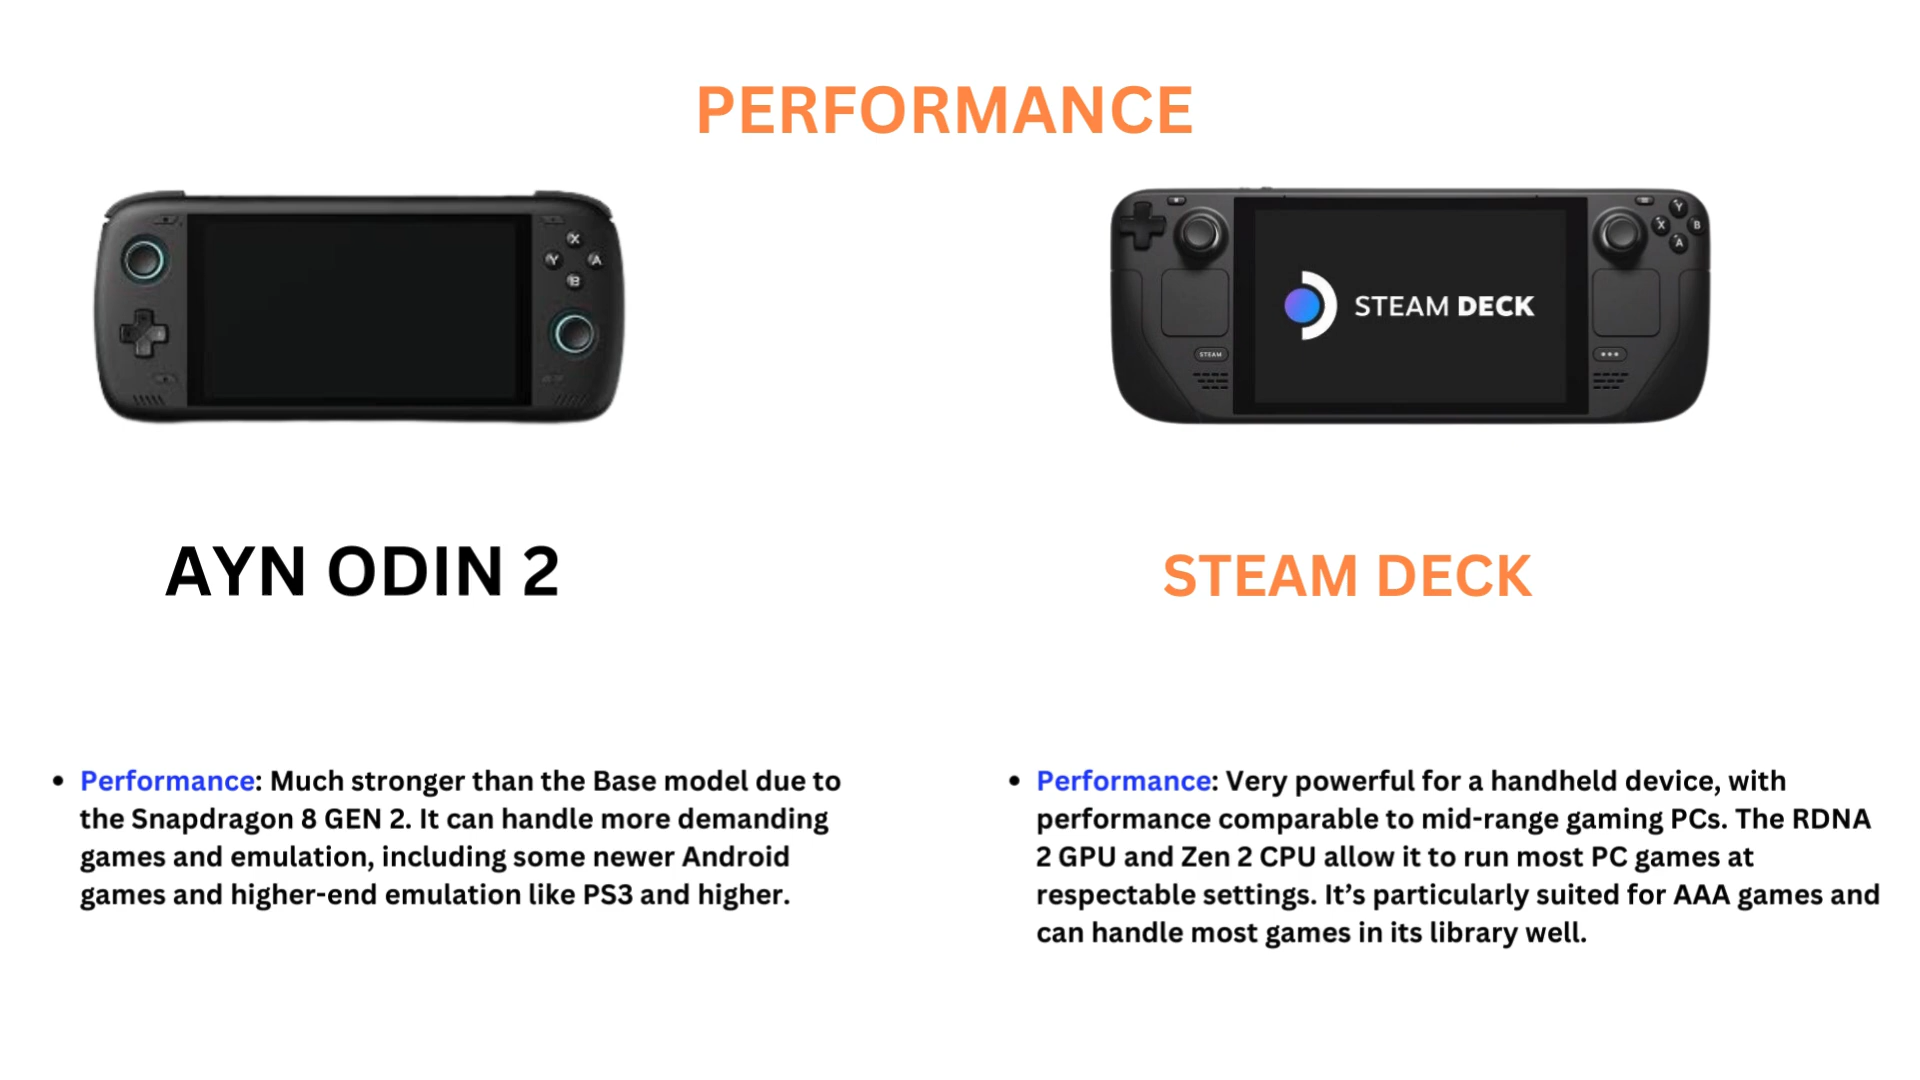 PERFORMANCE
X
Y A
B
STEAM DECK
STEAM
Y
X B
A
AYN ODIN 2
STEAM DECK
• Performance: Much stronger than the Base model due to
the Snapdragon 8 GEN 2. It can handle more demanding
games and emulation, including some newer Android
games and higher-end emulation like PS3 and higher.
• Performance: Very powerful for a handheld device, with
performance comparable to mid-range gaming PCs. The RDNA
2 GPU and Zen 2 CPU allow it to run most PC games at
respectable settings. It’s particularly suited for AAA games and
can handle most games in its library well.